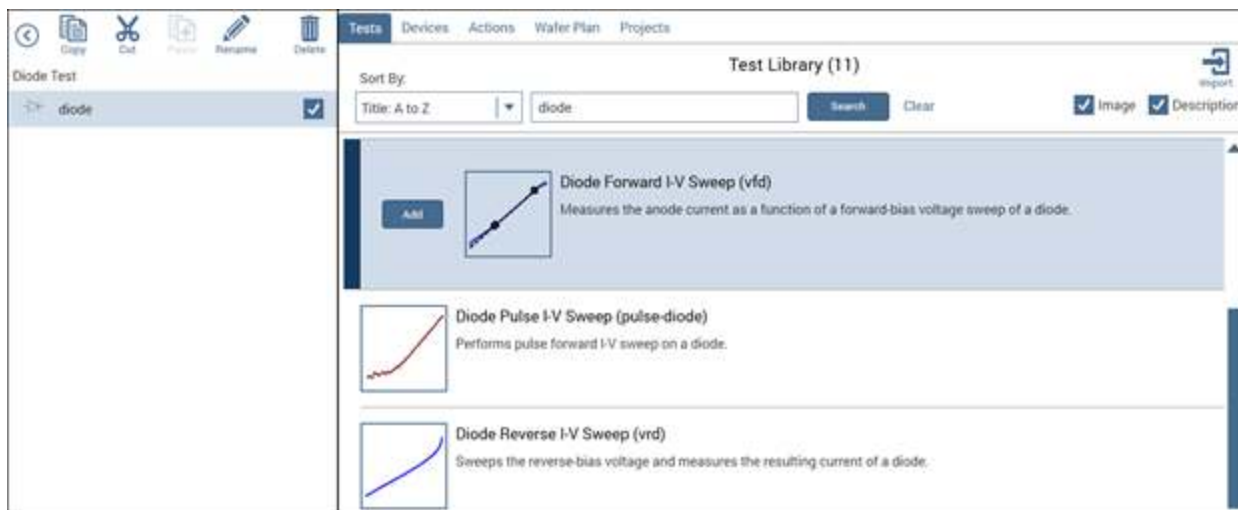 Copy Cut Paste Rename Delete
Diode Test
diode
Tests Devices Actions Wafer Plan Projects
Test Library (11)
Import
Sort By:
Title: A to Z diode Search Clear Image Description
Diode Forward I-V Sweep (vfd)
Add
Measures the anode current as a function of a forward-bias voltage sweep of a diode.
Diode Pulse I-V Sweep (pulse-diode)
Performs pulse forward I-V sweep on a diode.
Diode Reverse I-V Sweep (vrd)
Sweeps the reverse-bias voltage and measures the resulting current of a diode.